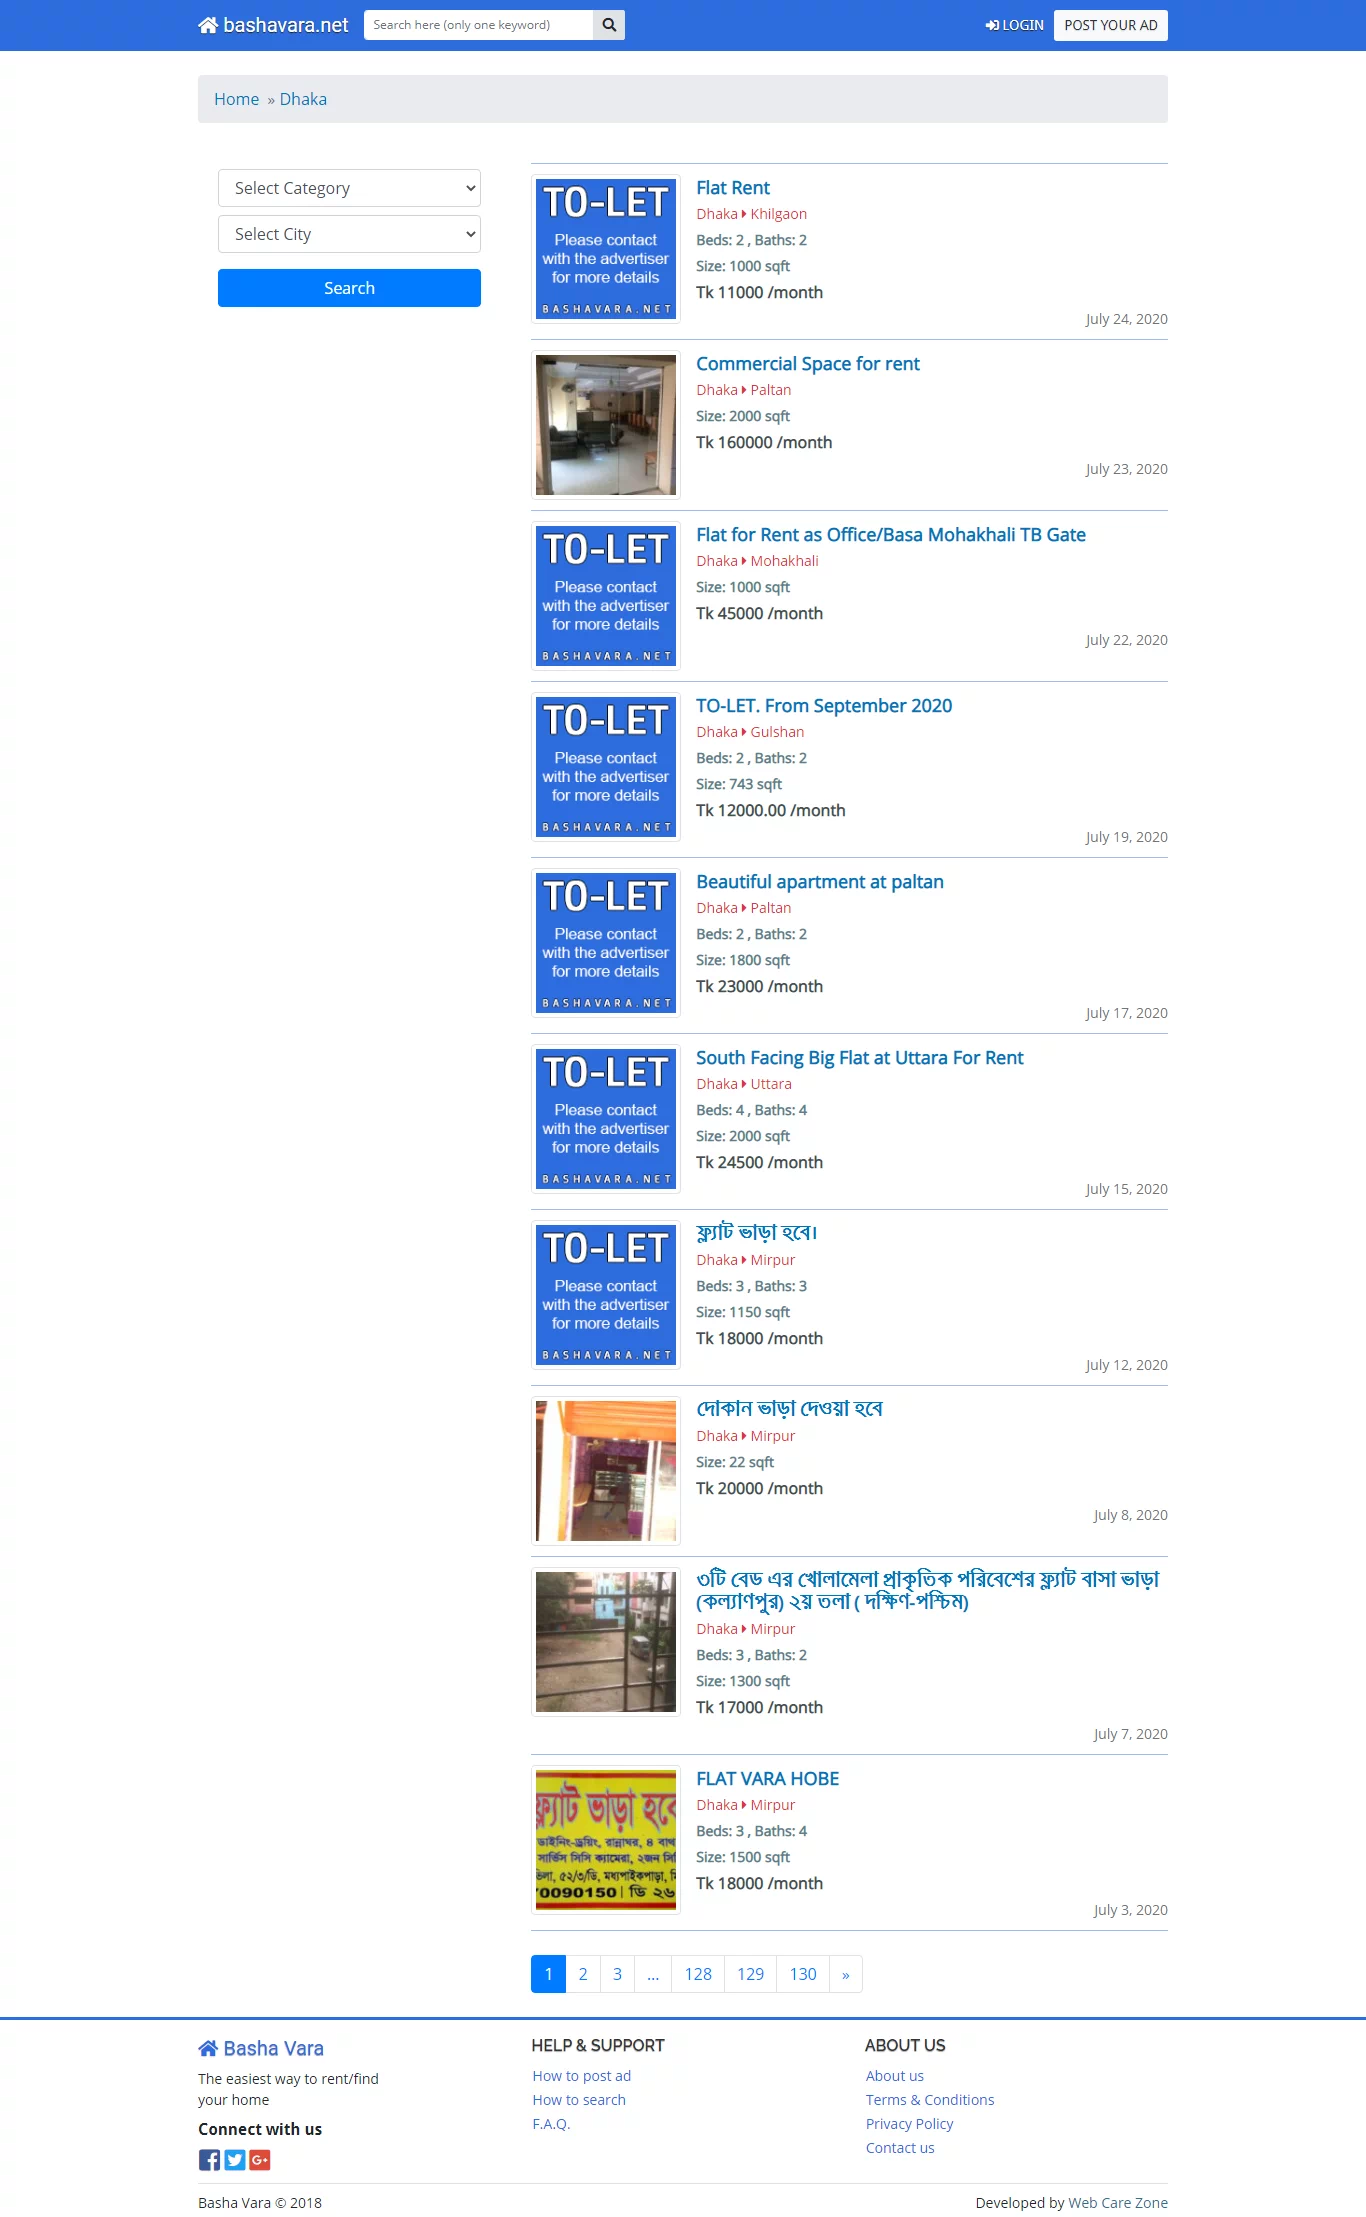 bashavara.net
Search here (only one keyword)
LOGIN
POST YOUR AD
Home » Dhaka
Select Category
Select City
Search
TO-LET
Please contact
with the advertiser
for more details
BASHAVARA.NET
Flat Rent
Dhaka Khilgaon
Beds: 2 , Baths: 2
Size: 1000 sqft
Tk 11000 /month
July 24, 2020
Commercial Space for rent
Dhaka Paltan
Size: 2000 sqft
Tk 160000 /month
July 23, 2020
TO-LET
Please contact
with the advertiser
for more details
BASHAVARA.NET
Flat for Rent as Office/Basa Mohakhali TB Gate
Dhaka Mohakhali
Size: 1000 sqft
Tk 45000 /month
July 22, 2020
TO-LET
Please contact
with the advertiser
for more details
BASHAVARA.NET
TO-LET. From September 2020
Dhaka Gulshan
Beds: 2 , Baths: 2
Size: 743 sqft
Tk 12000.00 /month
July 19, 2020
TO-LET
Please contact
with the advertiser
for more details
BASHAVARA.NET
Beautiful apartment at paltan
Dhaka Paltan
Beds: 2 , Baths: 2
Size: 1800 sqft
Tk 23000 /month
July 17, 2020
TO-LET
Please contact
with the advertiser
for more details
BASHAVARA.NET
South Facing Big Flat at Uttara For Rent
Dhaka Uttara
Beds: 4 , Baths: 4
Size: 2000 sqft
Tk 24500 /month
July 15, 2020
TO-LET
Please contact
with the advertiser
for more details
BASHAVARA.NET
ফ্ল্যাট ভাড়া হবে।
Dhaka Mirpur
Beds: 3 , Baths: 3
Size: 1150 sqft
Tk 18000 /month
July 12, 2020
দোকান ভাড়া দেওয়া হবে
Dhaka Mirpur
Size: 22 sqft
Tk 20000 /month
July 8, 2020
৩টি বেড এর খোলামেলা প্রাকৃতিক পরিবেশের ফ্ল্যাট বাসা ভাড়া
(কল্যাণপুর) ২য় তলা ( দক্ষিণ-পশ্চিম)
Dhaka Mirpur
Beds: 3 , Baths: 2
Size: 1300 sqft
Tk 17000 /month
July 7, 2020
ফ্ল্যাট ভাড়া হবে
ডাইনিং-ড্রয়িং, রান্নাঘর, ৪ বাথ
সার্ভিস সিসি ক্যামেরা, ২জন সি
৫২/৩/ডি, মধ্যপাইকপাড়া,
70090150 | ডি ২৬
FLAT VARA HOBE
Dhaka Mirpur
Beds: 3 , Baths: 4
Size: 1500 sqft
Tk 18000 /month
July 3, 2020
1 2 3 ... 128 129 130 »
Basha Vara
The easiest way to rent/find
your home
Connect with us
HELP & SUPPORT
How to post ad
How to search
F.A.Q.
ABOUT US
About us
Terms & Conditions
Privacy Policy
Contact us
Basha Vara © 2018
Developed by Web Care Zone